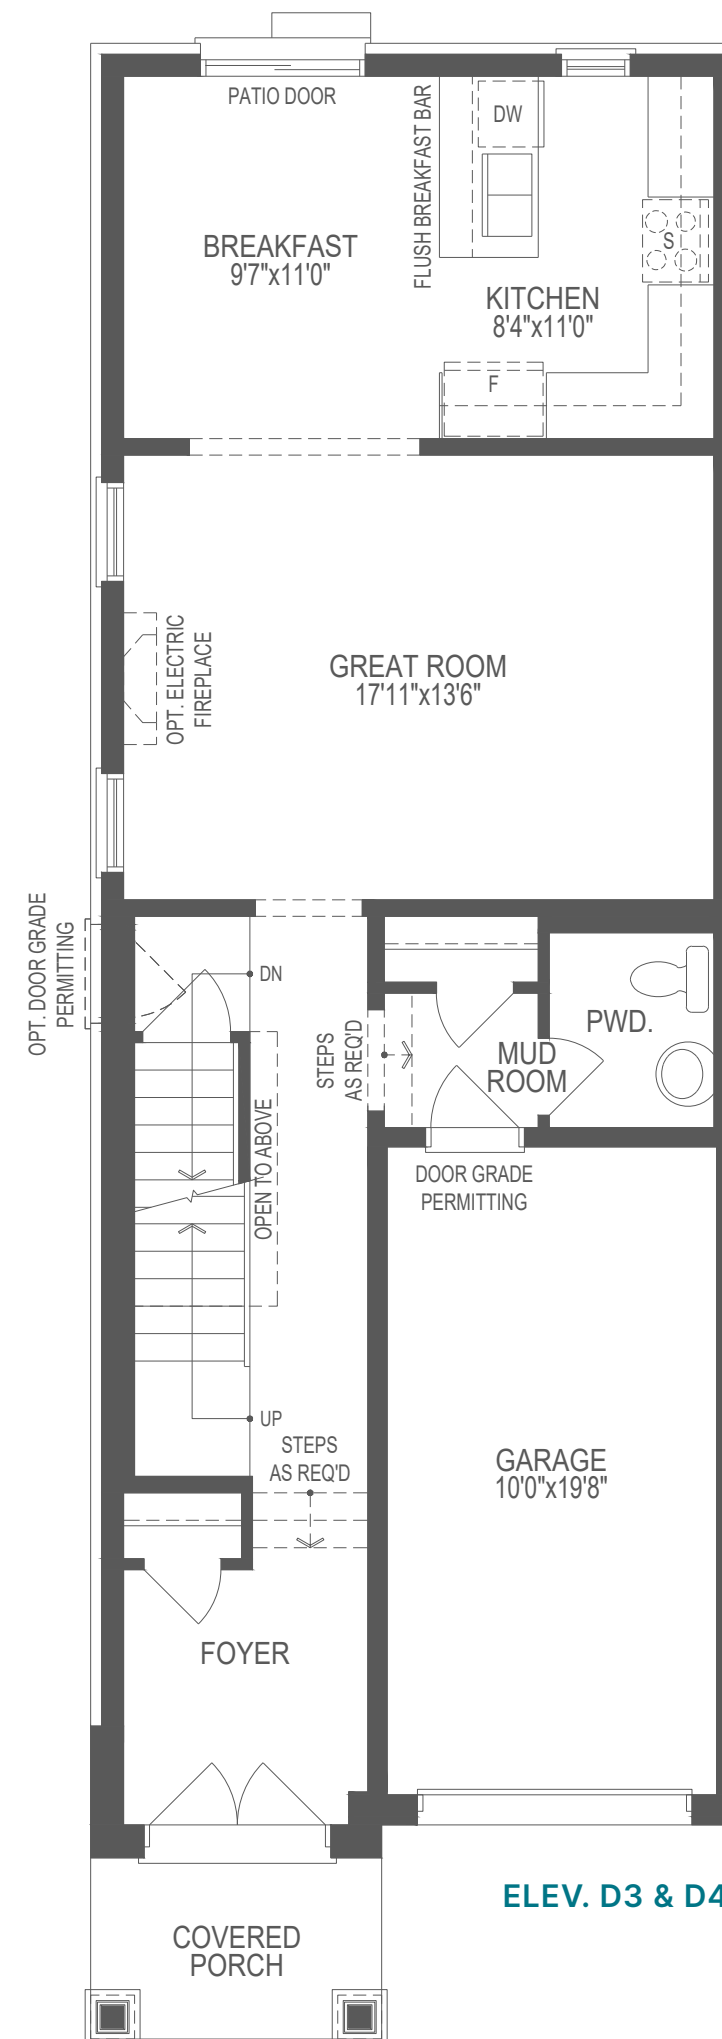 PATIO DOOR
FLUSH BREAKFAST BAR
DW
BREAKFAST
9'7"x11'0"
S
KITCHEN
8'4"x11'0"
F
OPT. ELECTRIC
FIREPLACE
GREAT ROOM
17'11"x13'6"
OPT. DOOR GRADE
PERMITTING
DN
STEPS
AS REQ'D
PWD.
MUD
ROOM
OPEN TO ABOVE
DOOR GRADE
PERMITTING
UP
STEPS
AS REQ'D
GARAGE
10'0"x19'8"
FOYER
ELEV. D3 & D4
COVERED
PORCH